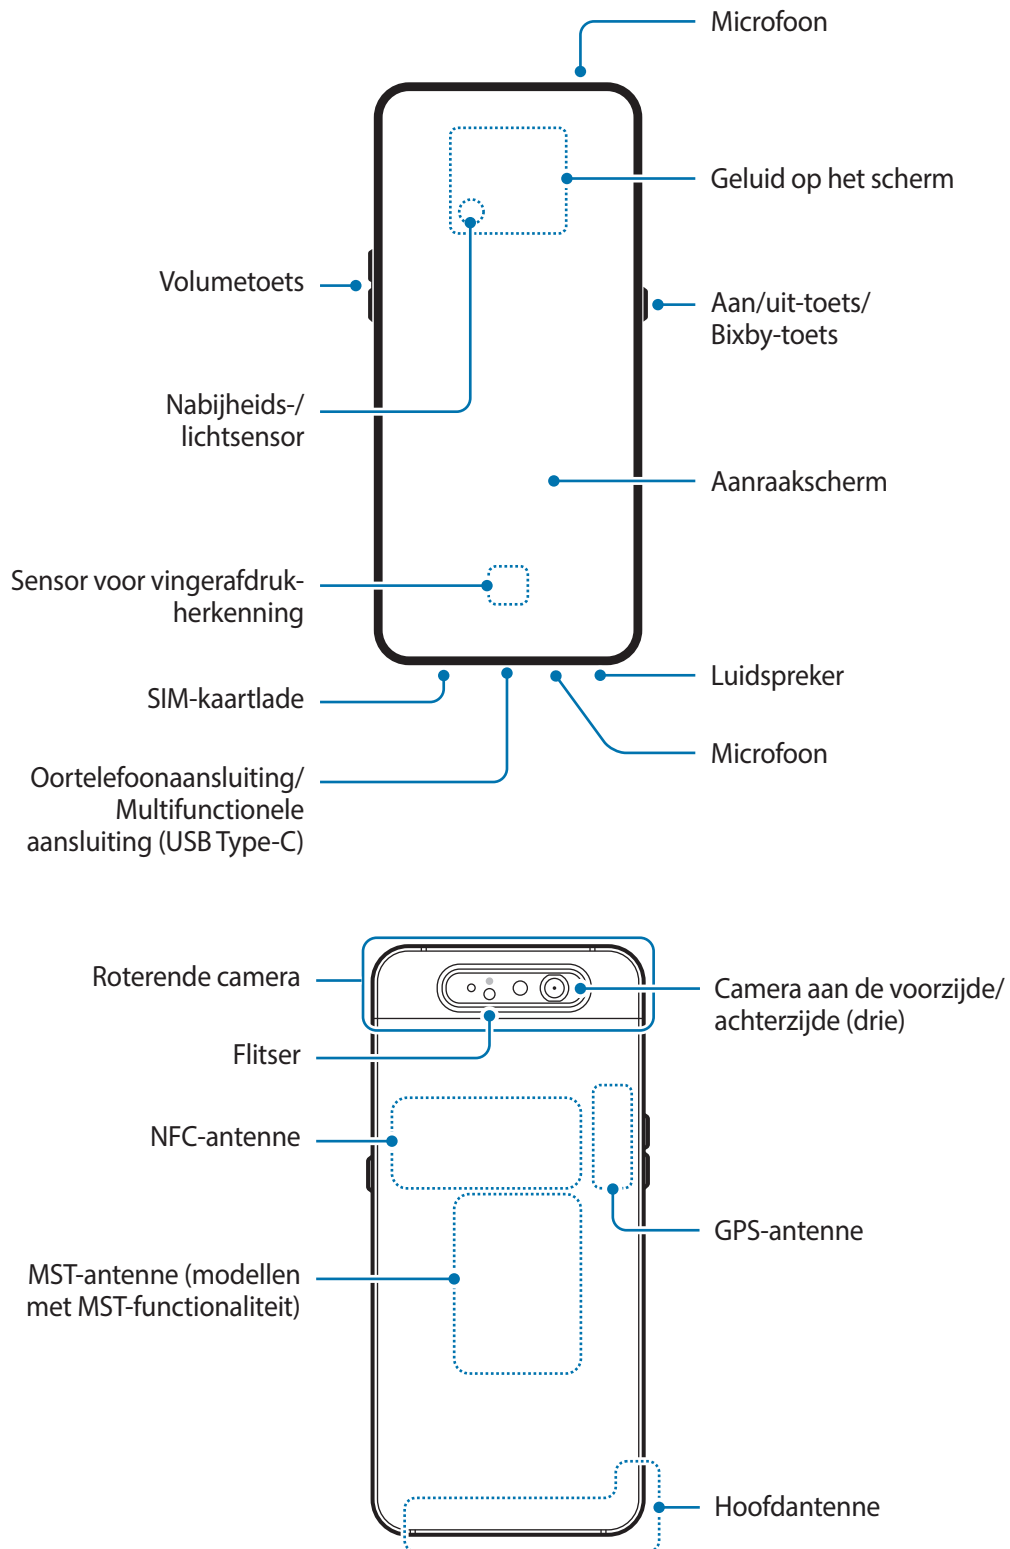 Microfoon
Geluid op het scherm
Volumetoets
Aan/uit-toets/
Bixby-toets
Nabijheids-/
lichtsensor
Aanraakscherm
Sensor voor vingerafdruk-
herkenning
Luidspreker
SIM-kaartlade
Microfoon
Oortelefoonaansluiting/
Multifunctionele
aansluiting (USB Type-C)
Roterende camera
Camera aan de voorzijde/
achterzijde (drie)
Flitser
NFC-antenne
GPS-antenne
MST-antenne (modellen
met MST-functionaliteit)
Hoofdantenne